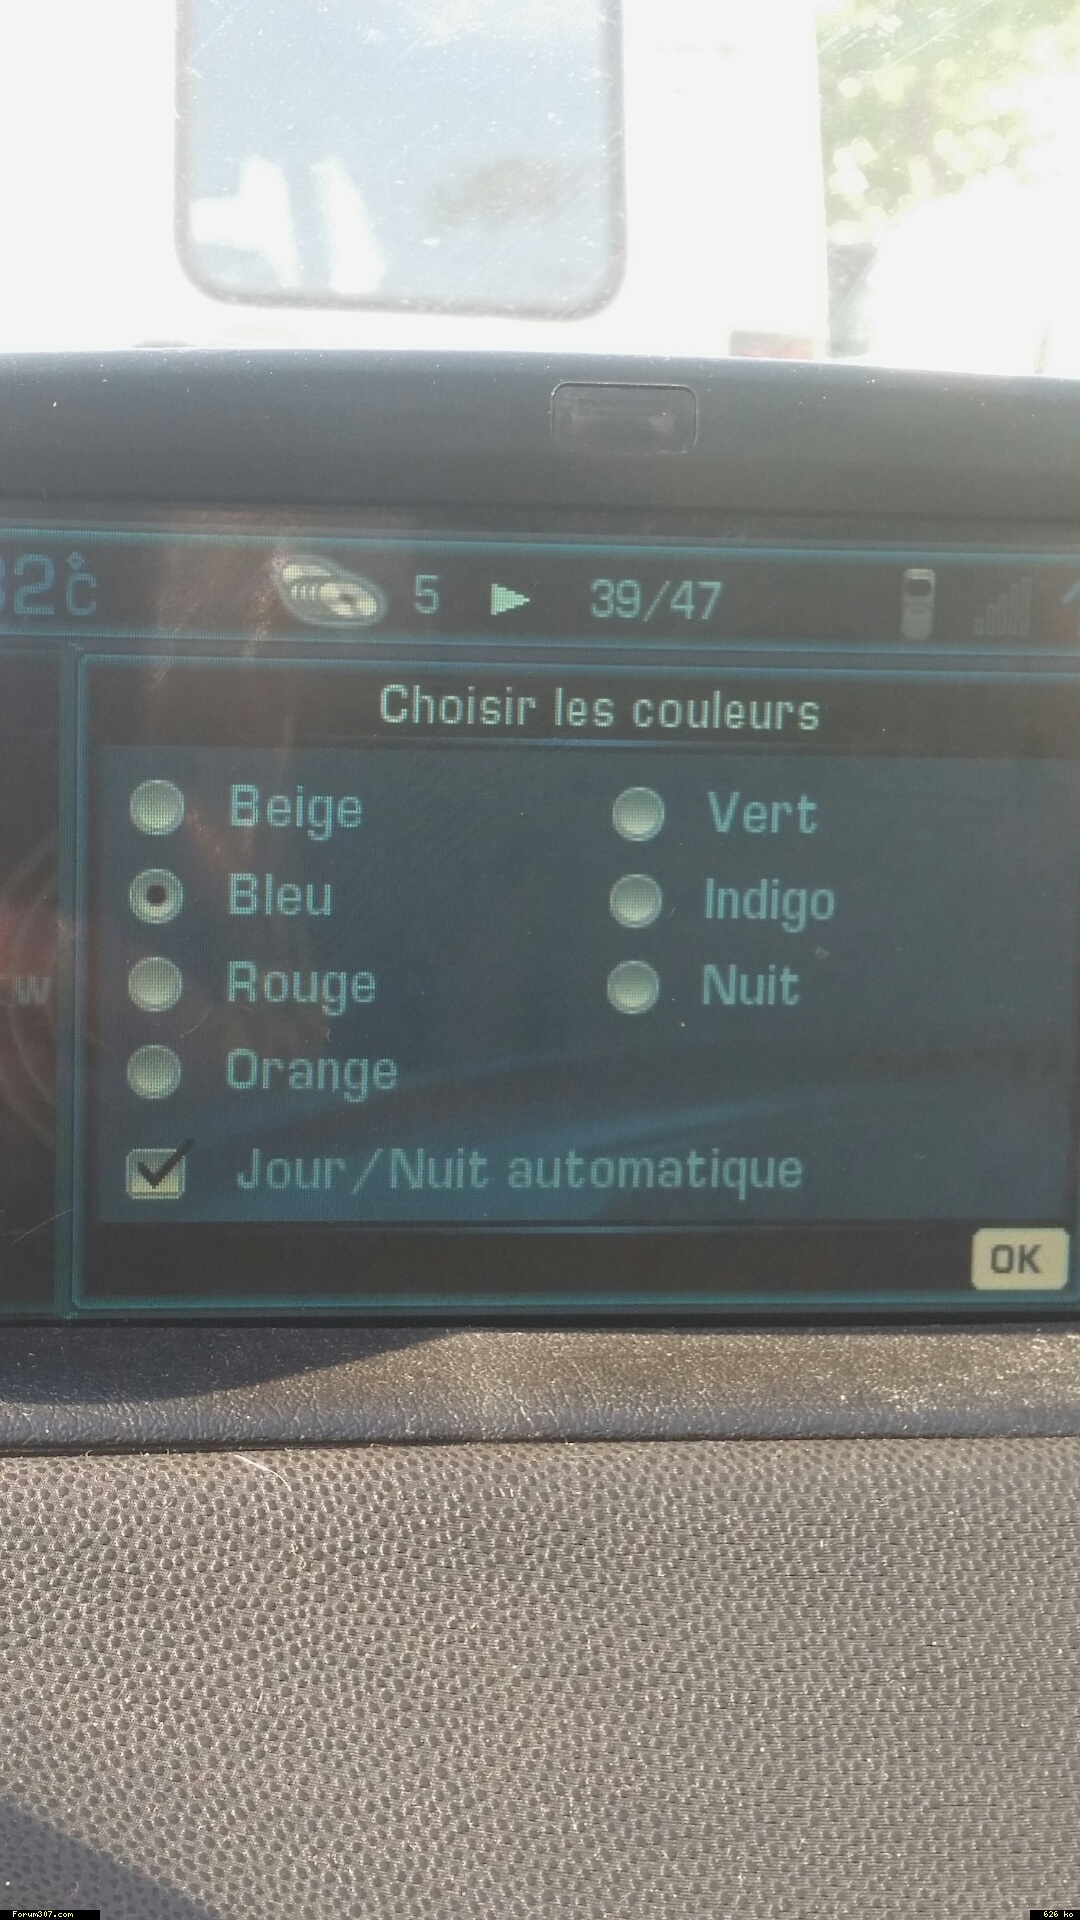 32°C 5 39/47
Choisir les couleurs
Beige Vert
Bleu Indigo
Rouge Nuit
Orange
Jour/Nuit automatique
OK
Forum307.com 626 ko